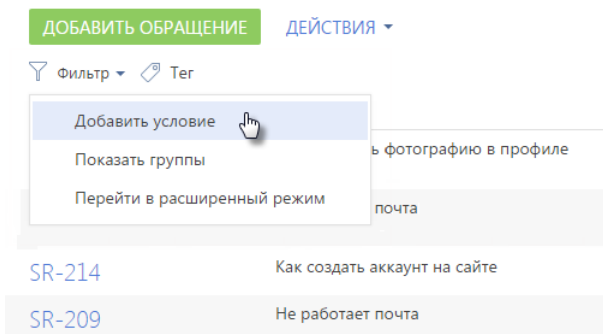 ДОБАВИТЬ ОБРАЩЕНИЕ ДЕЙСТВИЯ
Фильтр Тег
Добавить условие
фотографию в профиле
Показать группы
Перейти в расширенный режим
почта
SR-214 Как создать аккаунт на сайте
SR-209 Не работает почта